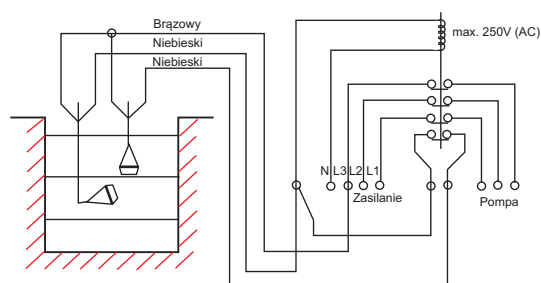 Brązowy
Niebieski
Niebieski
max. 250V (AC)
N L3 L2 L1
Zasilanie
Pompa